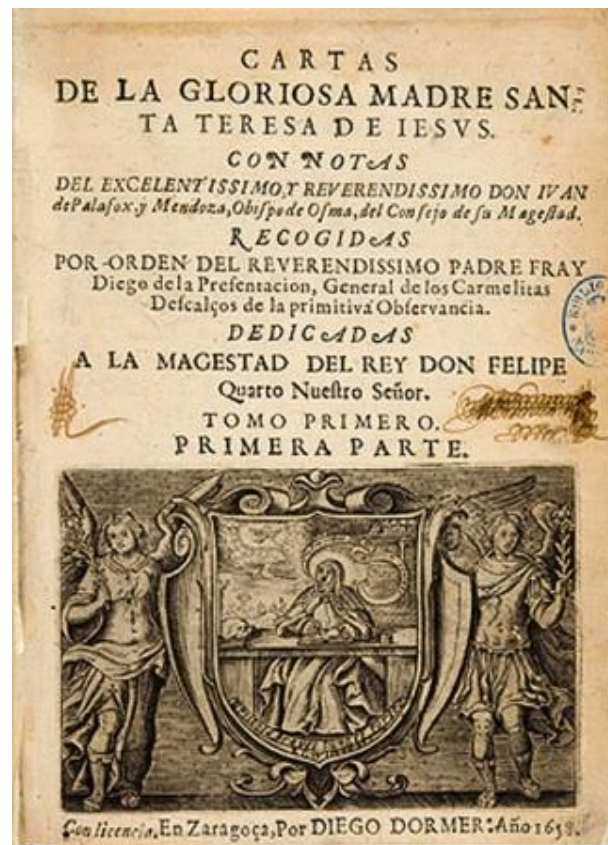 CARTAS
DE LA GLORIOSA MADRE SAN-
TA TERESA DE IESVS.
CON NOTAS
DEL EXCELENTISSIMO, Y REVERENDISSIMO DON IVAN
de Palafox, y Mendoza, Obispo de Osma, del Consejo de su Magestad.
RECOGIDAS
POR ORDEN DEL REVERENDISSIMO PADRE FRAY
Diego de la Presentacion, General de los Carmelitas
Descalços de la primitiva Observancia.
DEDICADAS
A LA MAGESTAD DEL REY DON FELIPE
Quarto Nuestro Señor.
TOMO PRIMERO.
PRIMERA PARTE.
Con licencia, En Zaragoça, Por DIEGO DORMER: Año 1658.